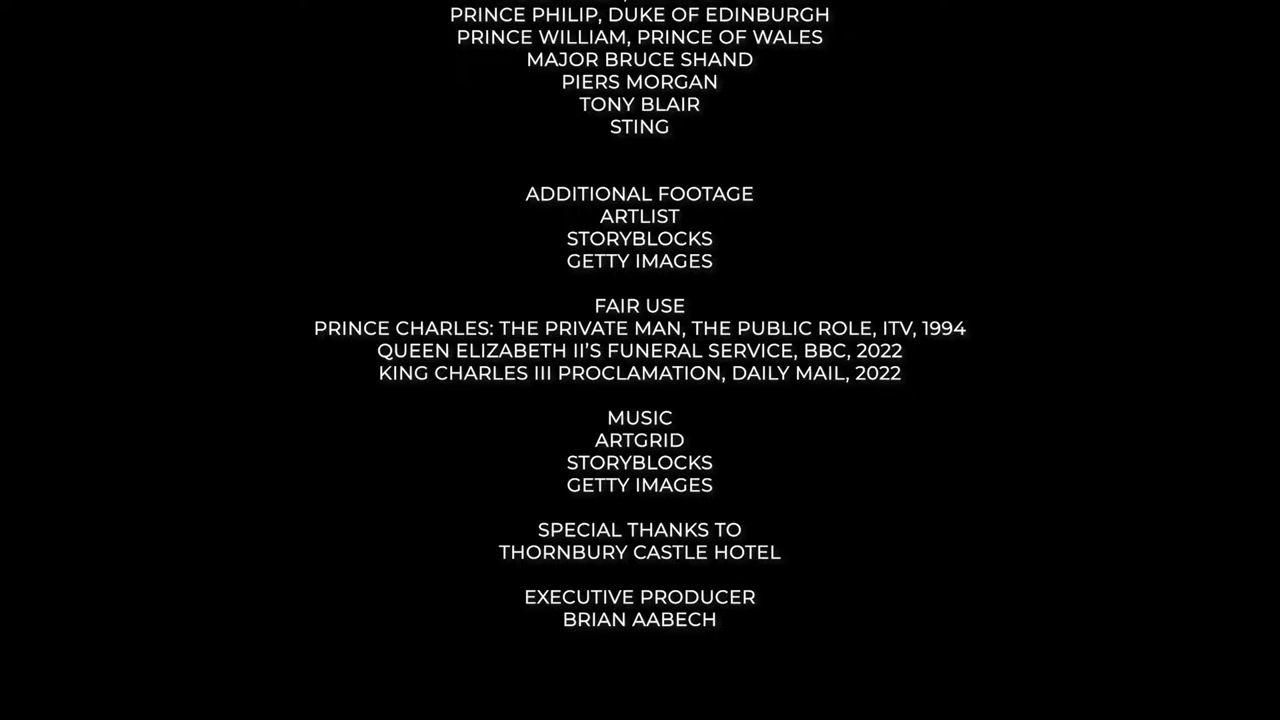 PRINCE PHILIP, DUKE OF EDINBURGH
PRINCE WILLIAM, PRINCE OF WALES
MAJOR BRUCE SHAND
PIERS MORGAN
TONY BLAIR
STING
ADDITIONAL FOOTAGE
ARTLIST
STORYBLOCKS
GETTY IMAGES
FAIR USE
PRINCE CHARLES: THE PRIVATE MAN, THE PUBLIC ROLE, ITV, 1994
QUEEN ELIZABETH II'S FUNERAL SERVICE, BBC, 2022
KING CHARLES III PROCLAMATION, DAILY MAIL, 2022
MUSIC
ARTGRID
STORYBLOCKS
GETTY IMAGES
SPECIAL THANKS TO
THORNBURY CASTLE HOTEL
EXECUTIVE PRODUCER
BRIAN AABECH